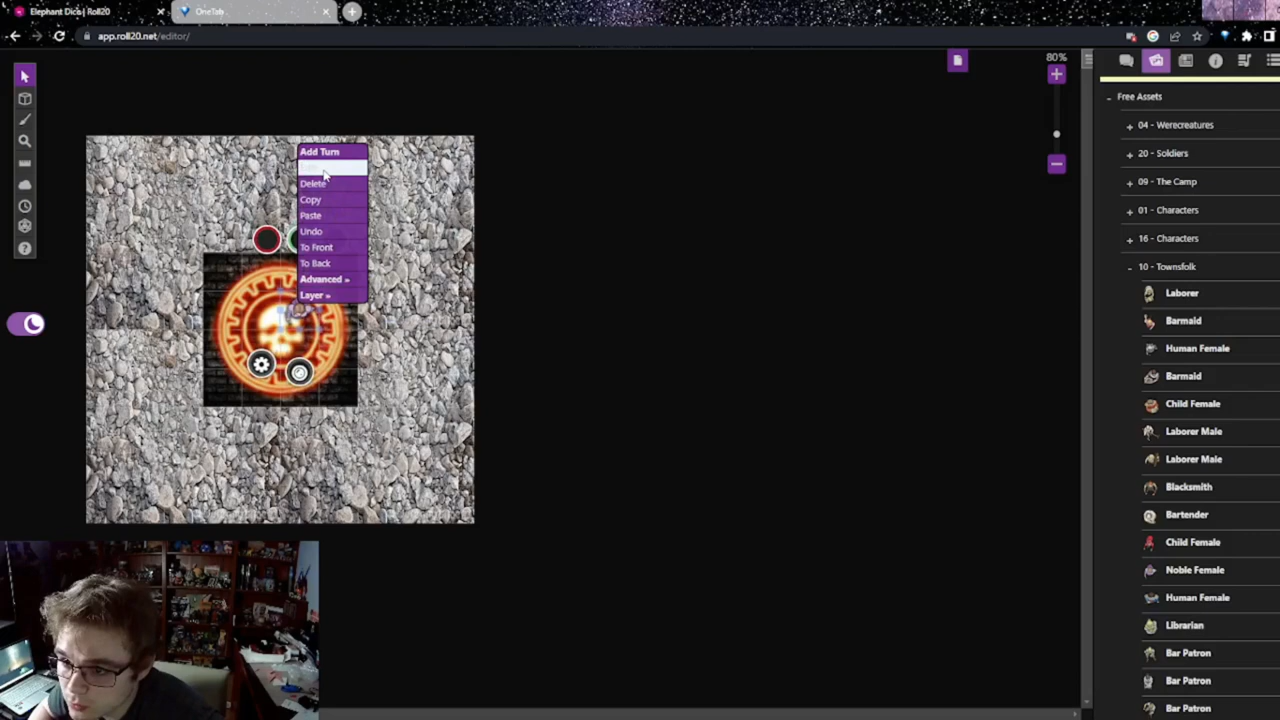 Elephant Dice | Roll20
OneTab
app.roll20.net/editor/
80%
Add Turn
Delete
Copy
Paste
Undo
To Front
To Back
Advanced »
Layer »
Free Assets
04 - Werecreatures
20 - Soldiers
09 - The Camp
01 - Characters
16 - Characters
10 - Townsfolk
Laborer
Barmaid
Human Female
Barmaid
Child Female
Laborer Male
Laborer Male
Blacksmith
Bartender
Child Female
Noble Female
Human Female
Librarian
Bar Patron
Bar Patron
Bar Patron